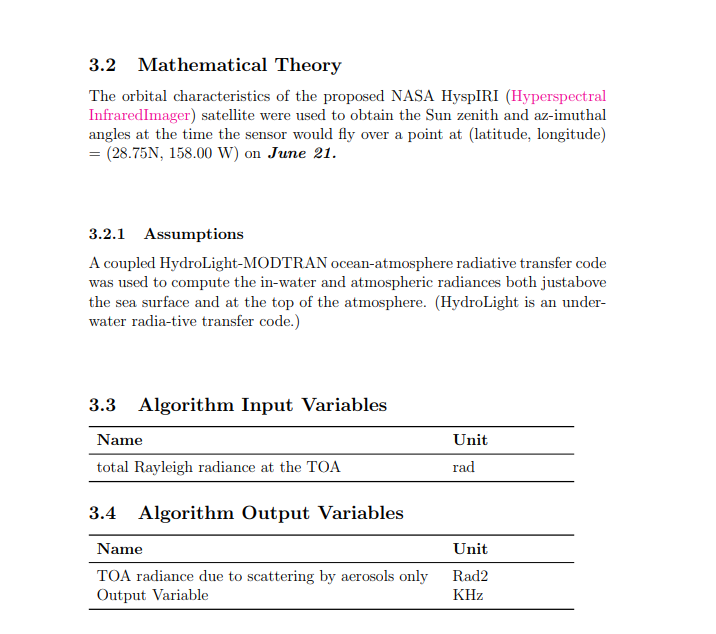 3.2 Mathematical Theory
The orbital characteristics of the proposed NASA HyspIRI (Hyperspectral
InfraredImager) satellite were used to obtain the Sun zenith and az-imuthal
angles at the time the sensor would fly over a point at (latitude, longitude)
= (28.75N, 158.00 W) on June 21.
3.2.1 Assumptions
A coupled HydroLight-MODTRAN ocean-atmosphere radiative transfer code
was used to compute the in-water and atmospheric radiances both justabove
the sea surface and at the top of the atmosphere. (HydroLight is an under-
water radia-tive transfer code.)
3.3 Algorithm Input Variables
Name Unit
total Rayleigh radiance at the TOA rad
3.4 Algorithm Output Variables
Name Unit
TOA radiance due to scattering by aerosols only Rad2
Output Variable KHz